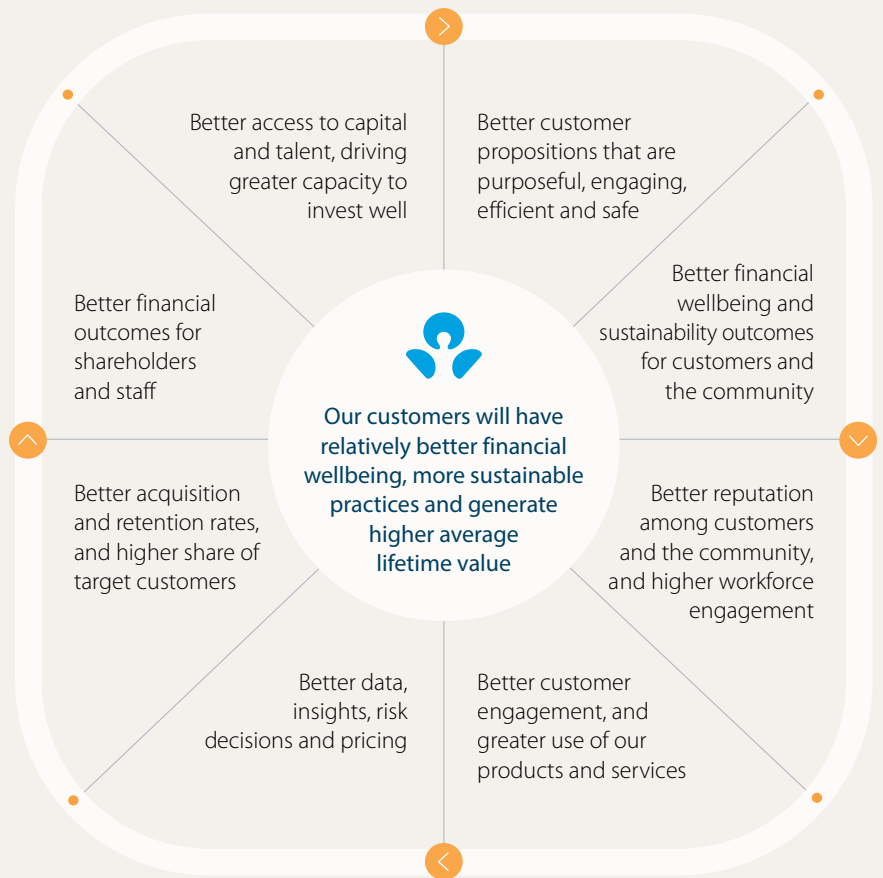 Better access to capital
and talent, driving
greater capacity to
invest well
Better customer
propositions that are
purposeful, engaging,
efficient and safe
Better financial
wellbeing and
sustainability outcomes
for customers and
the community
Better reputation
among customers
and the community,
and higher workforce
engagement
Better customer
engagement, and
greater use of our
products and services
Better data,
insights, risk
decisions and pricing
Better acquisition
and retention rates,
and higher share of
target customers
Better financial
outcomes for
shareholders
and staff
Our customers will have
relatively better financial
wellbeing, more sustainable
practices and generate
higher average
lifetime value